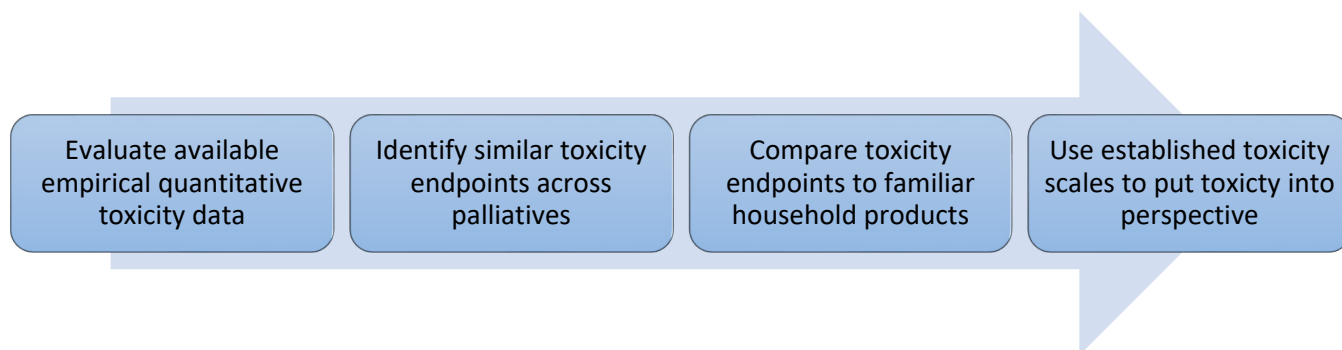 Evaluate available
empirical quantitative
toxicity data
Identify similar toxicity
endpoints across
palliatives
Compare toxicity
endpoints to familiar
household products
Use established toxicity
scales to put toxicty into
perspective